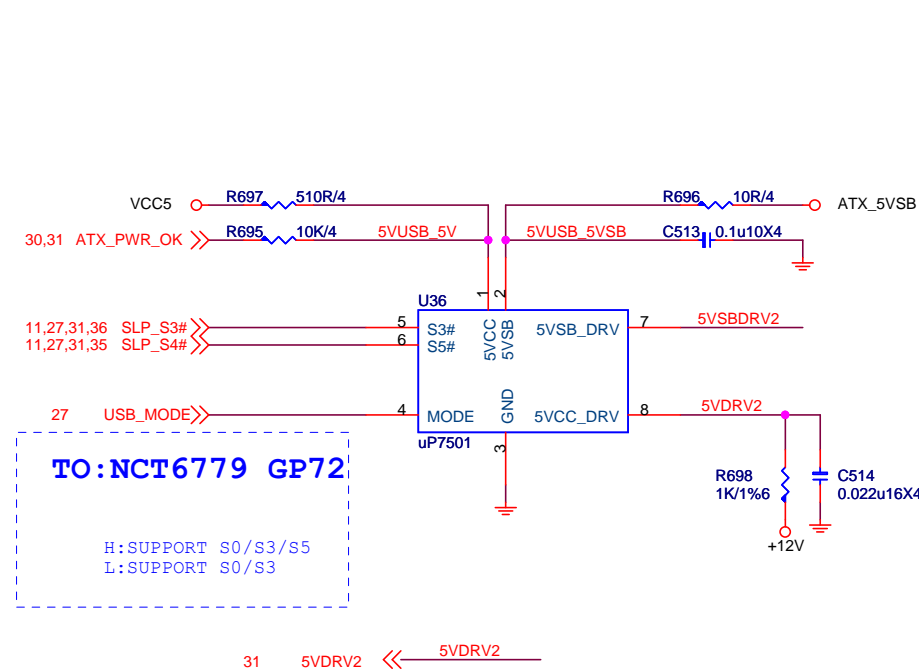 VCC5
R697
510R/4
R696
10R/4
ATX_5VSB
30,31 ATX_PWR_OK
R695
10K/4
5VUSB_5V
5VUSB_5VSB
C513
0.1u10X4
1
2
U36
11,27,31,36 SLP_S3#
5
S3#
5VCC
5VSB
5VSB_DRV
7
5VSBDRV2
11,27,31,35 SLP_S4#
6
S5#
27 USB_MODE
4
MODE
GND
5VCC_DRV
8
5VDRV2
uP7501
3
TO:NCT6779 GP72
H:SUPPORT S0/S3/S5
L:SUPPORT S0/S3
R698
1K/1%6
C514
0.022u16X4
+12V
31 5VDRV2
5VDRV2